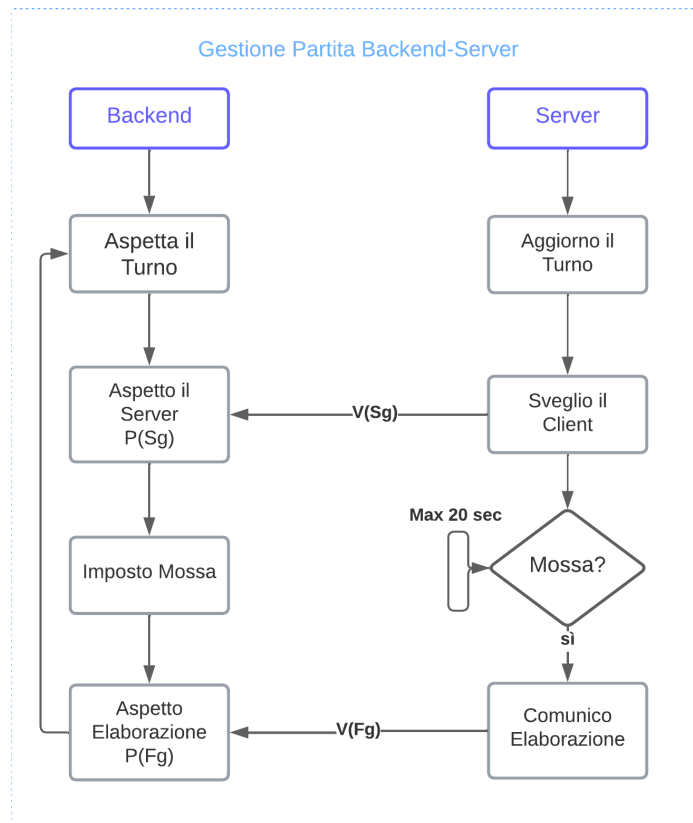 Gestione Partita Backend-Server
Backend
Server
Aspetta il
Turno
Aggiorno il
Turno
Aspetto il
Server
P(Sg)
V(Sg)
Sveglio il
Client
Max 20 sec
Mossa?
Imposto Mossa
sì
Aspetto
Elaborazione
P(Fg)
V(Fg)
Comunico
Elaborazione